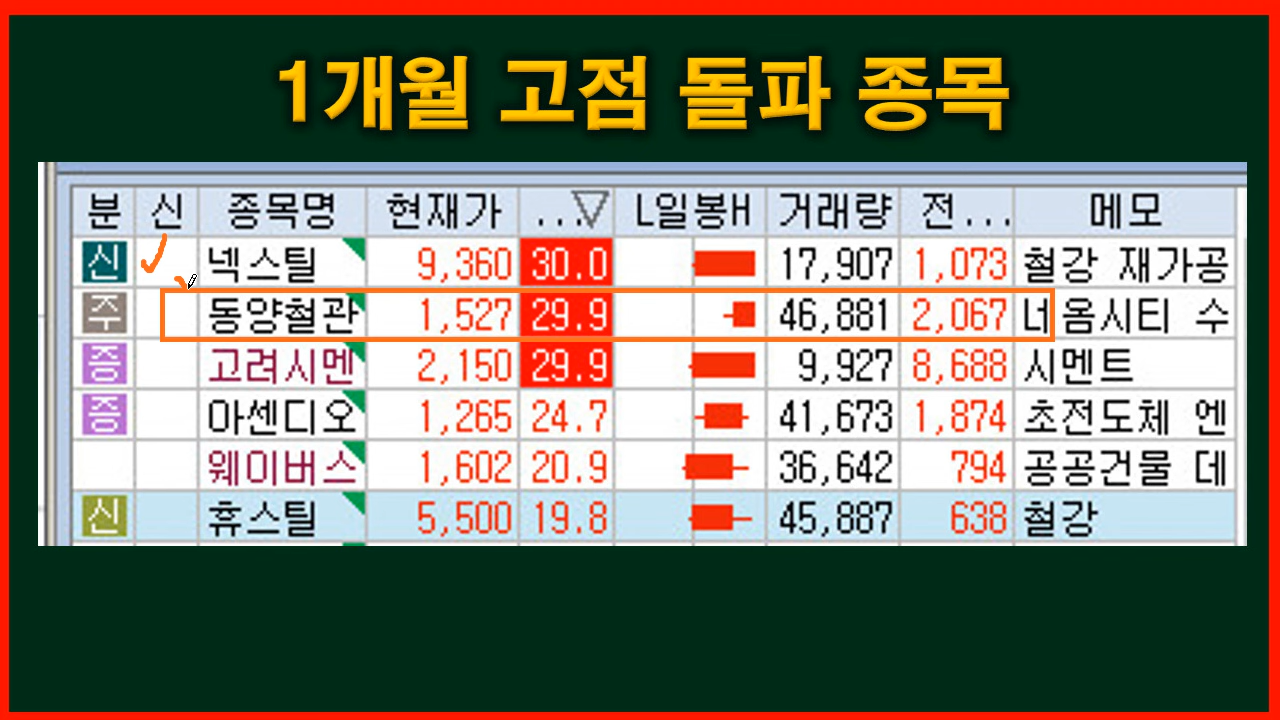 1개월 고점 돌파 종목
분 신 종목명 현재가 ...▽ L일봉H 거래량 전... 메모
신 넥스틸 9,360 30.0 17,907 1,073 철강 재가공
주 동양철관 1,527 29.9 46,881 2,067 너옴시티 수
증 고려시멘 2,150 29.9 9,927 8,688 시멘트
증 아센디오 1,265 24.7 41,673 1,874 초전도체 엔
웨이버스 1,602 20.9 36,642 794 공공건물 데
신 휴스틸 5,500 19.8 45,887 638 철강